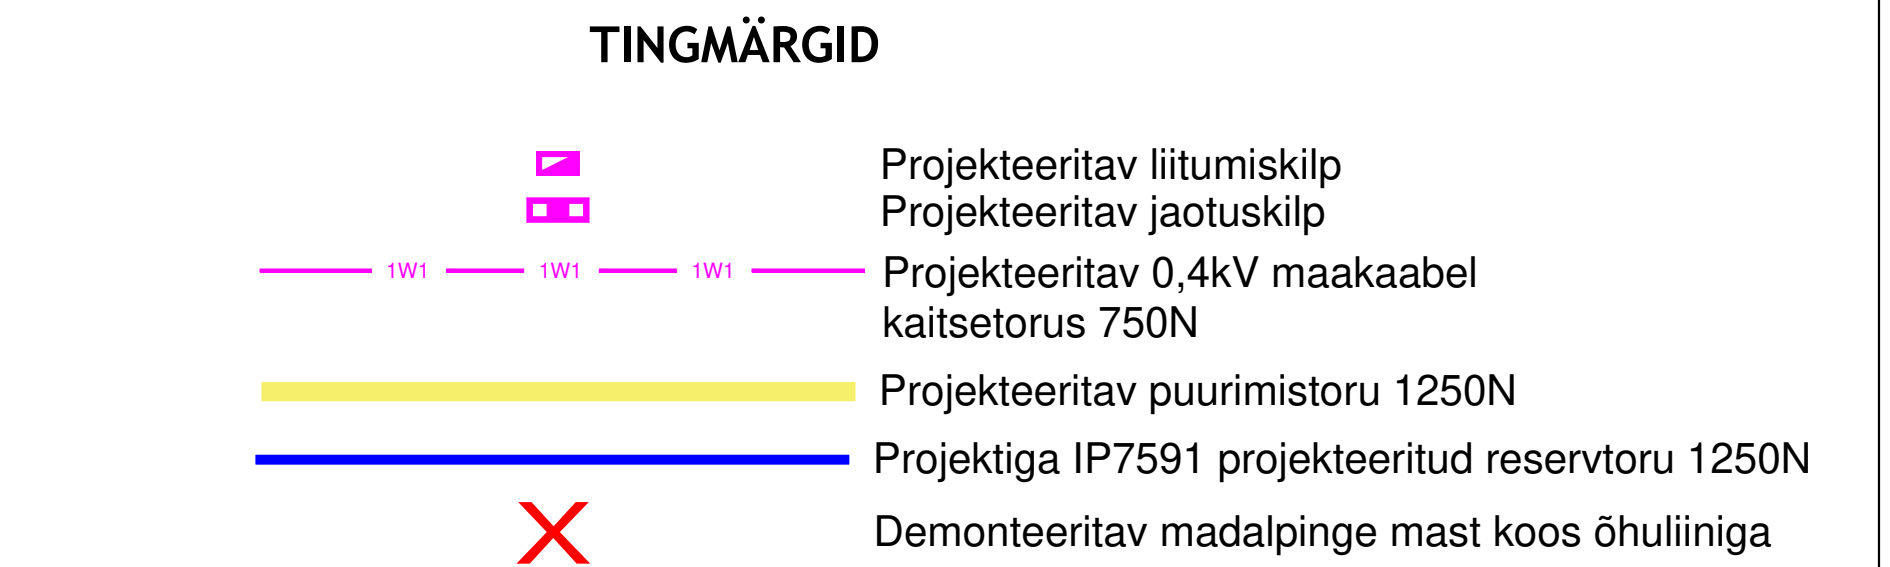 TINGMÄRGID
Projekteeritav liitumiskilp
Projekteeritav jaotuskilp
1W1 1W1 1W1 Projekteeritav 0,4kV maakaabel
kaitsetorus 750N
Projekteeritav puurimistoru 1250N
Projektiga IP7591 projekteeritud reservtoru 1250N
Demonteeritav madalpinge mast koos õhuliiniga